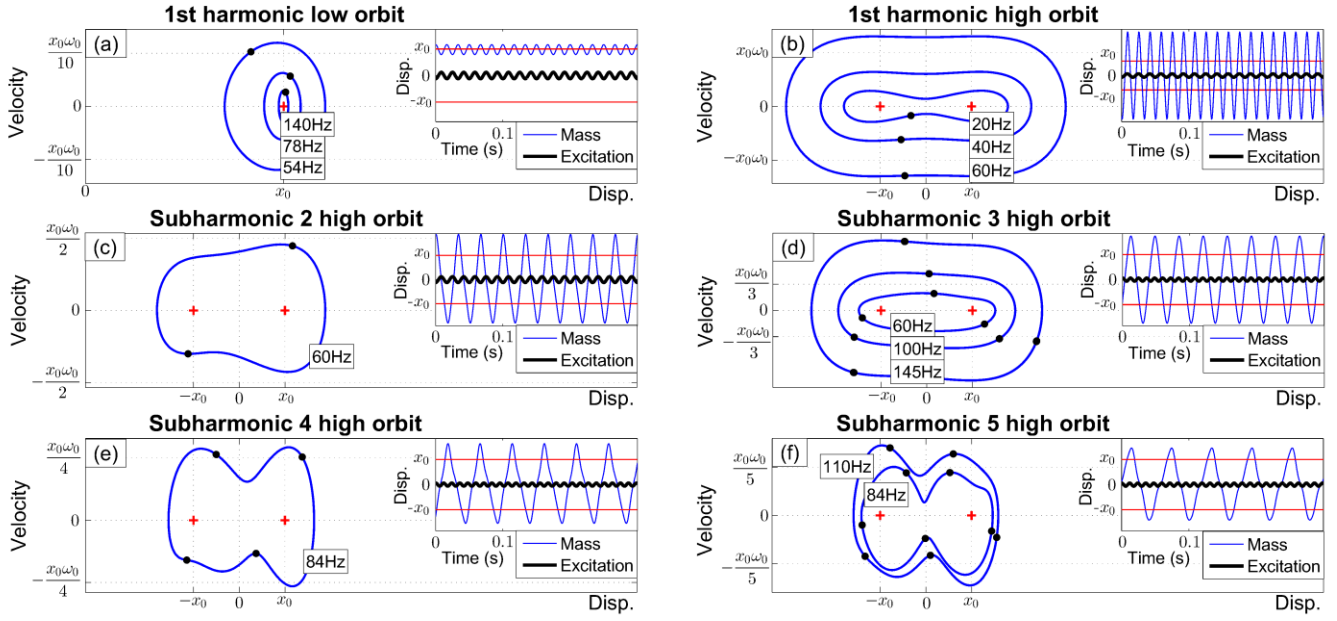 1st harmonic low orbit
(a)
Velocity
x₀ω₀
10
0
−x₀ω₀
10
0
x₀
140Hz
78Hz
54Hz
Disp.
Disp.
x₀
0
-x₀
0
0.1
Time (s)
Mass
Excitation
1st harmonic high orbit
(b)
Velocity
x₀ω₀
0
−x₀ω₀
−x₀
0
x₀
20Hz
40Hz
60Hz
Disp.
Disp.
x₀
0
-x₀
0
0.1
Time (s)
Mass
Excitation
Subharmonic 2 high orbit
(c)
Velocity
x₀ω₀
2
0
−x₀ω₀
2
−x₀
0
x₀
60Hz
Disp.
Disp.
x₀
0
-x₀
0
0.1
Time (s)
Mass
Excitation
Subharmonic 3 high orbit
(d)
Velocity
x₀ω₀
3
0
−x₀ω₀
3
−x₀
0
x₀
60Hz
100Hz
145Hz
Disp.
Disp.
x₀
0
-x₀
0
0.1
Time (s)
Mass
Excitation
Subharmonic 4 high orbit
(e)
Velocity
x₀ω₀
4
0
−x₀ω₀
4
−x₀
0
x₀
84Hz
Disp.
Disp.
x₀
0
-x₀
0
0.1
Time (s)
Mass
Excitation
Subharmonic 5 high orbit
(f)
Velocity
x₀ω₀
5
0
−x₀ω₀
5
−x₀
0
x₀
110Hz
84Hz
Disp.
Disp.
x₀
0
-x₀
0
0.1
Time (s)
Mass
Excitation